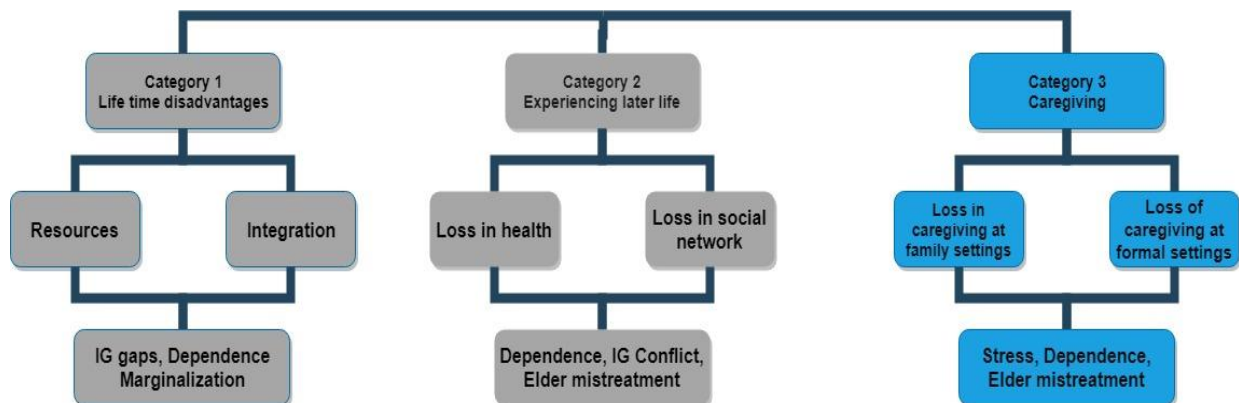 Category 1
Life time disadvantages
Category 2
Experiencing later life
Category 3
Caregiving
Resources
Integration
Loss in health
Loss in social
network
Loss in
caregiving at
family settings
Loss of
caregiving at
formal settings
IG gaps, Dependence
Marginalization
Dependence, IG Conflict,
Elder mistreatment
Stress, Dependence,
Elder mistreatment